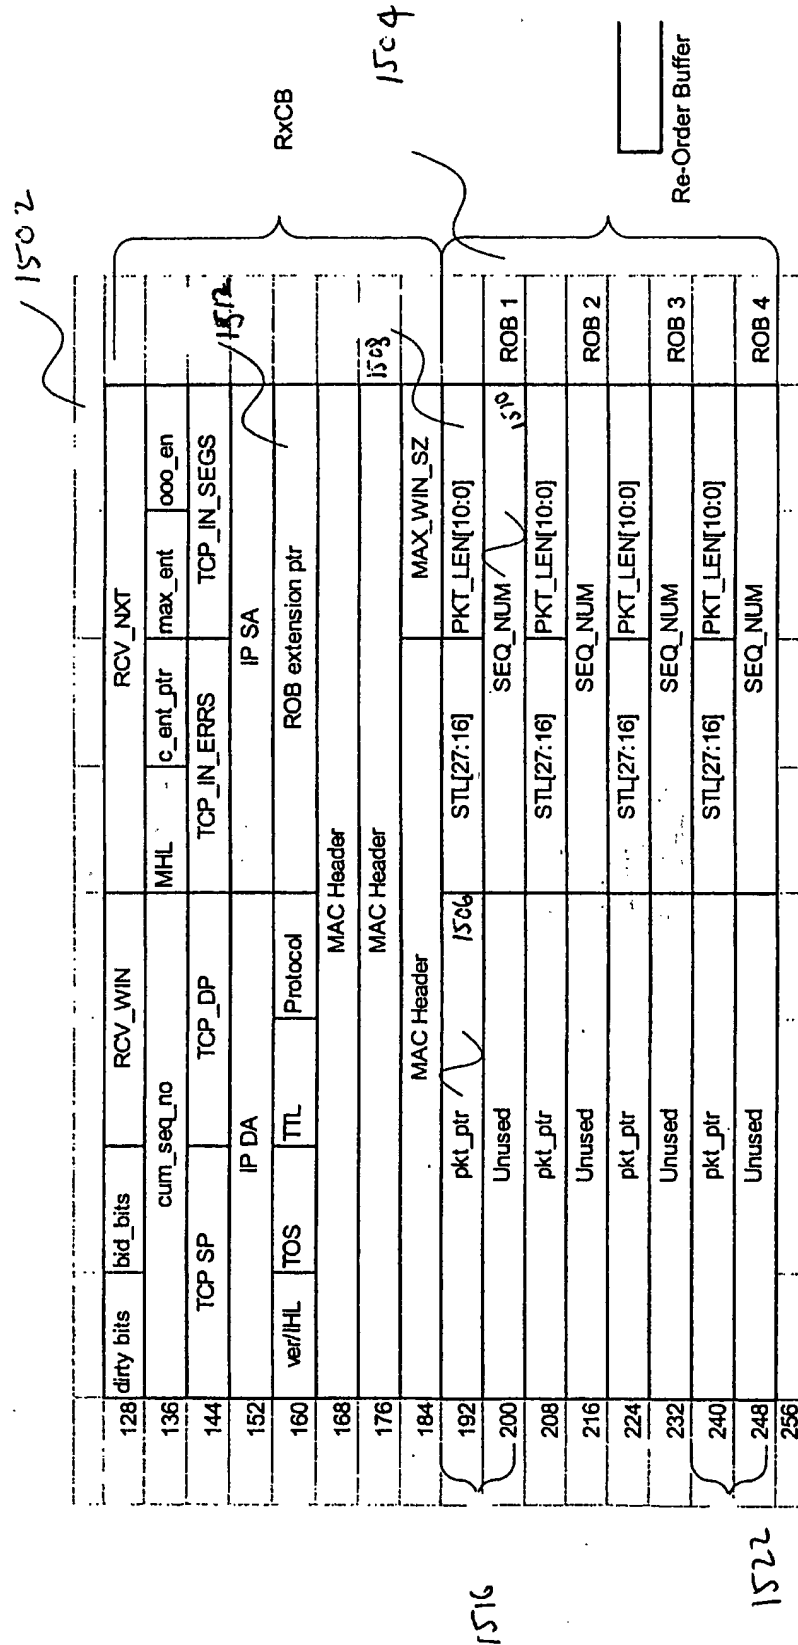 1502
128 dirty bits bid_bits RCV_WIN RCV_NXT
136 cum_seq_no MHL c_ent_ptr max_ent ooo_en
144 TCP SP TCP_DP TCP_IN_ERRS TCP_IN_SEGS
1512
152 IP DA IP SA
160 ver/IHL TOS TTL Protocol ROB extension ptr
168 MAC Header
176 MAC Header
1508
184 MAC Header MAX_WIN_SZ
RxCB
1504
192 pkt_ptr 1506 STL[27:16] PKT_LEN[10:0]
200 Unused SEQ_NUM 1510 ROB 1
208 pkt_ptr STL[27:16] PKT_LEN[10:0]
216 Unused SEQ_NUM ROB 2
224 pkt_ptr STL[27:16] PKT_LEN[10:0]
232 Unused SEQ_NUM ROB 3
240 pkt_ptr STL[27:16] PKT_LEN[10:0]
248 Unused SEQ_NUM ROB 4
256
Re-Order Buffer
1516
1522